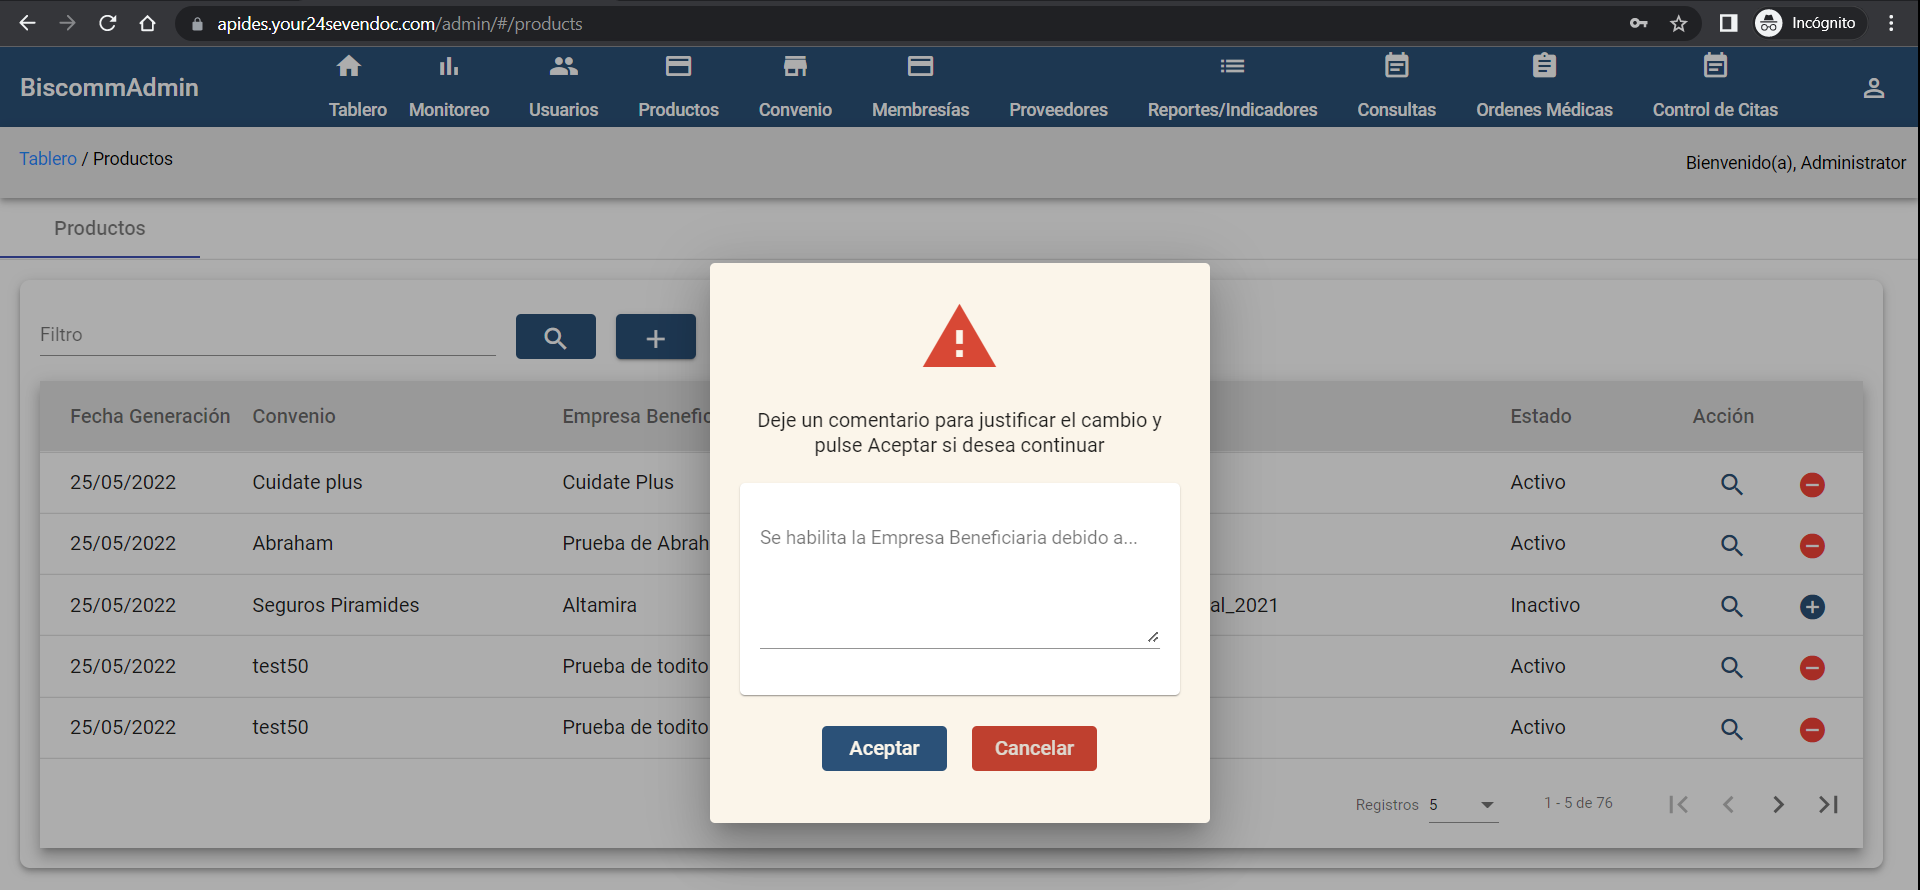 apides.your24sevendoc.com/admin/#/products
Incógnito
BiscommAdmin
Tablero
Monitoreo
Usuarios
Productos
Convenio
Membresías
Proveedores
Reportes/Indicadores
Consultas
Ordenes Médicas
Control de Citas
Tablero / Productos
Bienvenido(a), Administrator
Productos
Filtro
Fecha Generación Convenio Empresa Benefic Estado Acción
25/05/2022 Cuidate plus Cuidate Plus Activo
25/05/2022 Abraham Prueba de Abrah Activo
25/05/2022 Seguros Piramides Altamira al_2021 Inactivo
25/05/2022 test50 Prueba de todito Activo
25/05/2022 test50 Prueba de todito Activo
Registros 5 1 - 5 de 76
Deje un comentario para justificar el cambio y
pulse Aceptar si desea continuar
Se habilita la Empresa Beneficiaria debido a...
Aceptar Cancelar